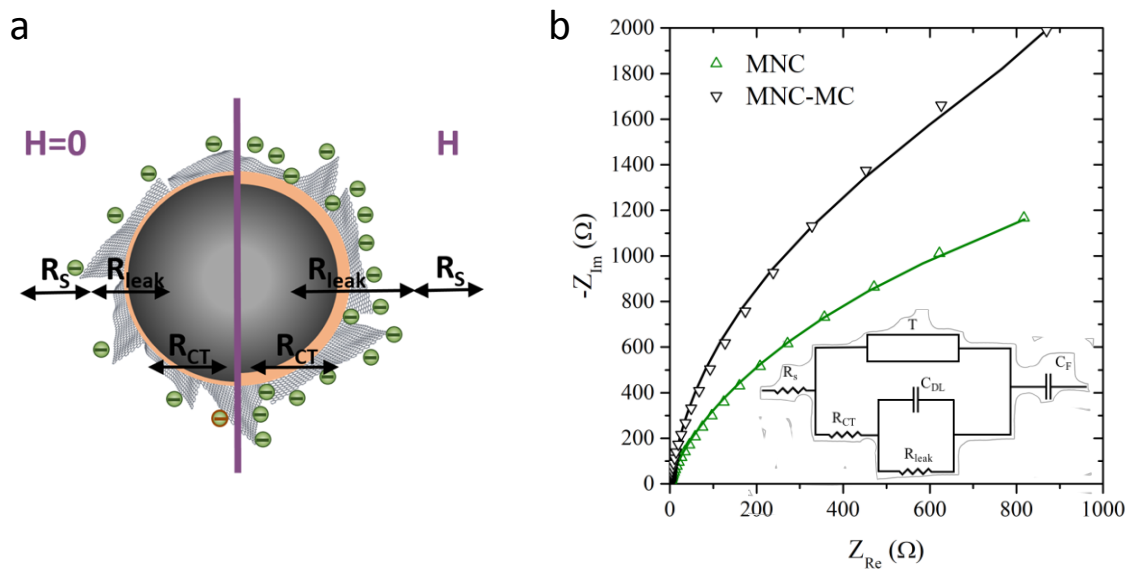 a
H=0
H
R_S
R_leak
R_leak
R_S
R_CT
R_CT
b
2000
1800
1600
1400
1200
1000
800
600
400
200
0
-Z_Im (Ω)
MNC
MNC-MC
T
R_s
C_F
C_DL
R_CT
R_leak
0
200
400
600
800
1000
Z_Re (Ω)